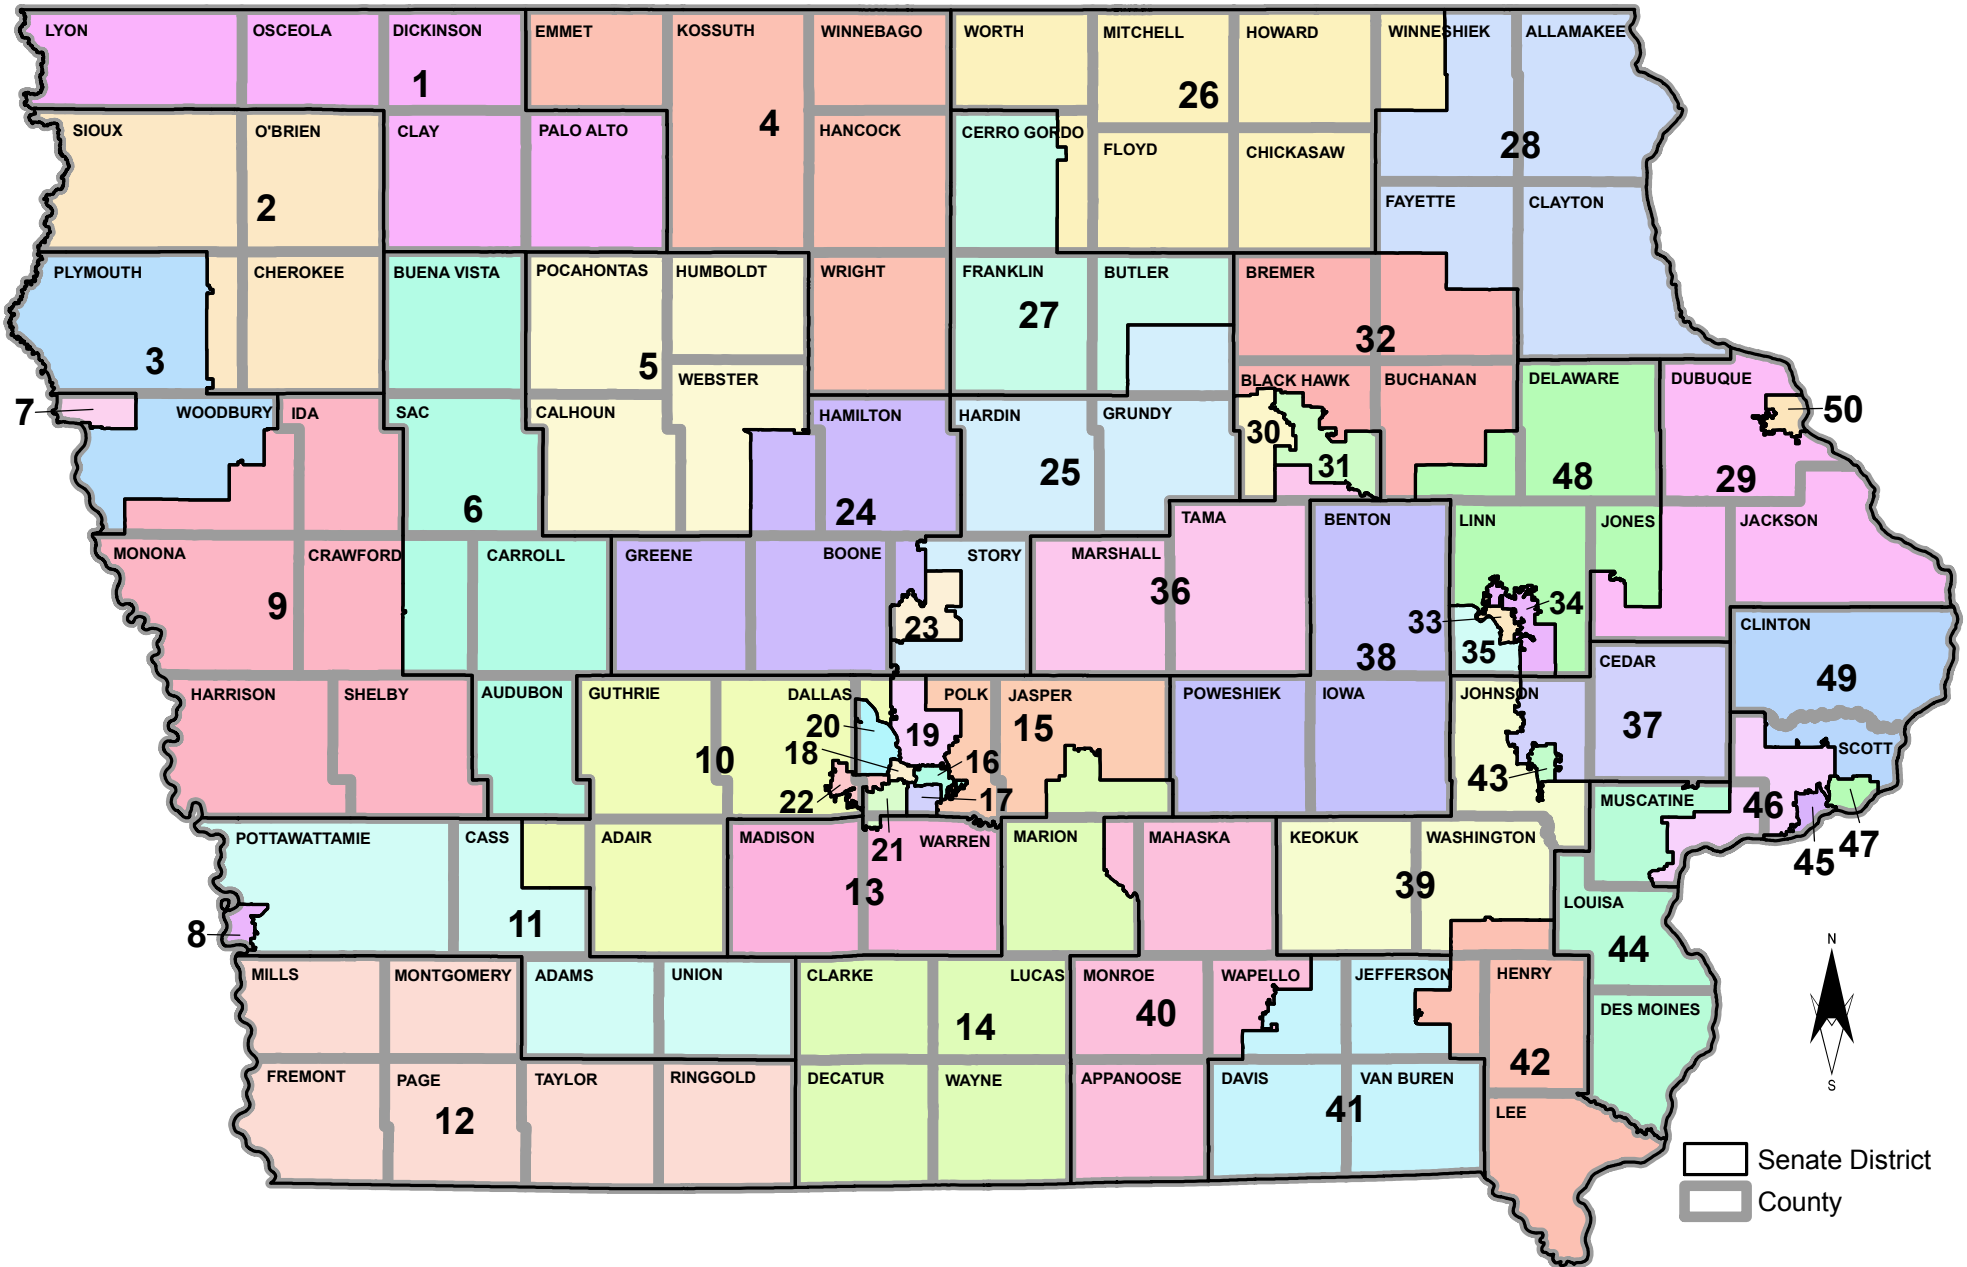 LYON OSCEOLA DICKINSON EMMET KOSSUTH WINNEBAGO WORTH MITCHELL HOWARD WINNESHIEK ALLAMAKEE
1 4 26 28
SIOUX O'BRIEN CLAY PALO ALTO HANCOCK CERRO GORDO FLOYD CHICKASAW
2 FAYETTE CLAYTON
PLYMOUTH CHEROKEE BUENA VISTA POCAHONTAS HUMBOLDT WRIGHT FRANKLIN BUTLER BREMER
3 5 27 32
WEBSTER BLACK HAWK BUCHANAN DELAWARE DUBUQUE
7 WOODBURY IDA SAC CALHOUN HAMILTON HARDIN GRUNDY 30 50
6 24 25 31 48 29
TAMA BENTON LINN JONES JACKSON
MONONA CRAWFORD CARROLL GREENE BOONE STORY MARSHALL
9 23 36 33 34 35 38
CLINTON
CEDAR 49
HARRISON SHELBY AUDUBON GUTHRIE DALLAS POLK JASPER POWESHIEK IOWA JOHNSON
10 20 19 15 37
18 16 SCOTT
22 17 43
MUSCATINE 46
21 45 47
POTTAWATTAMIE CASS ADAIR MADISON WARREN MARION MAHASKA KEOKUK WASHINGTON
8 11 13 39
LOUISA
44
MILLS MONTGOMERY ADAMS UNION CLARKE LUCAS MONROE WAPELLO JEFFERSON HENRY
14 40
DES MOINES
42
FREMONT PAGE TAYLOR RINGGOLD DECATUR WAYNE APPANOOSE DAVIS VAN BUREN
12 41
LEE
N
S
Senate District
County